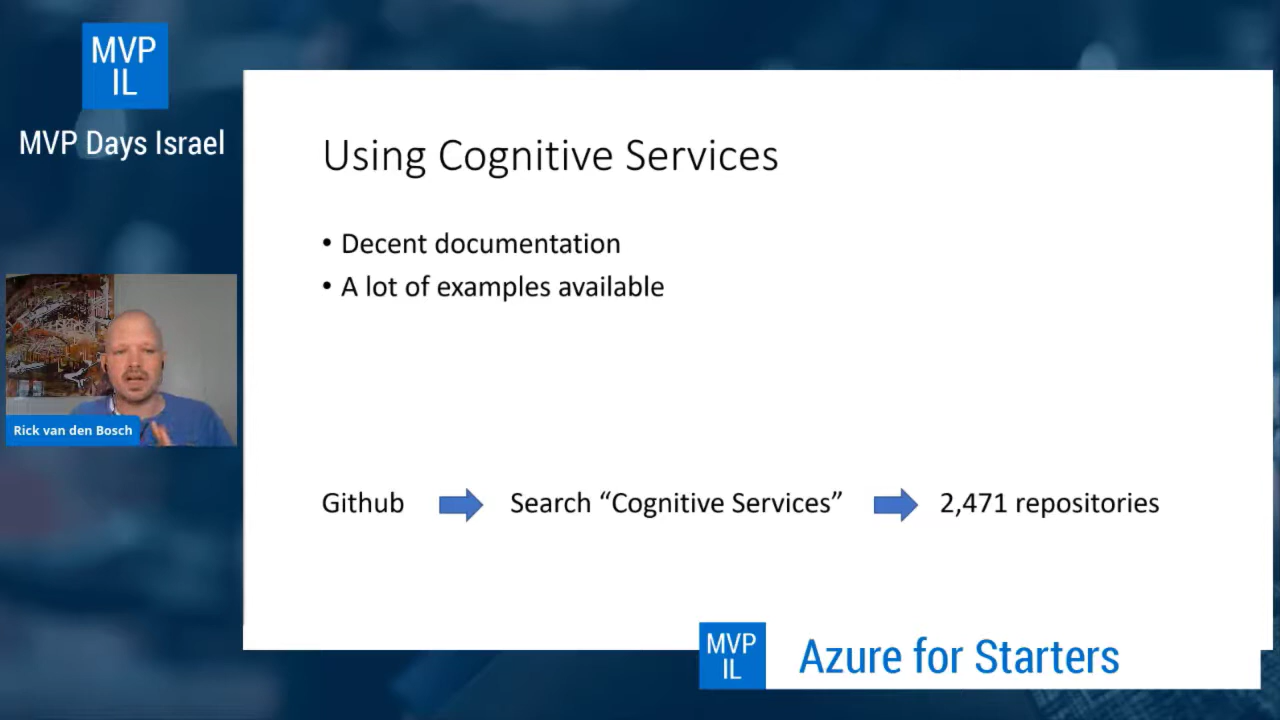 MVP
IL
MVP Days Israel
Using Cognitive Services
• Decent documentation
• A lot of examples available
Rick van den Bosch
Github Search “Cognitive Services” 2,471 repositories
MVP
IL
Azure for Starters